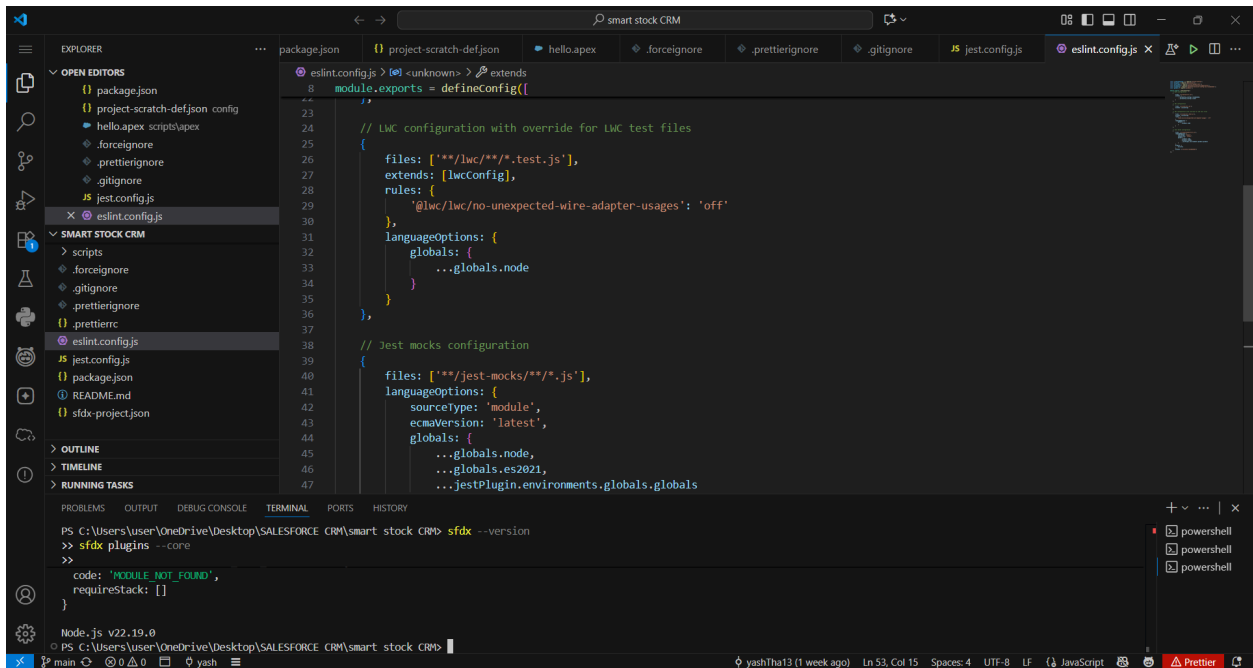 smart stock CRM
EXPLORER
package.json
{} project-scratch-def.json
hello.apex
.forceignore
.prettierignore
.gitignore
JS jest.config.js
eslint.config.js
OPEN EDITORS
{} package.json
{} project-scratch-def.json config
hello.apex scripts\apex
.forceignore
.prettierignore
.gitignore
JS jest.config.js
eslint.config.js
SMART STOCK CRM
scripts
.forceignore
.gitignore
.prettierignore
{} .prettierrc
eslint.config.js
JS jest.config.js
{} package.json
README.md
{} sfdx-project.json
OUTLINE
TIMELINE
RUNNING TASKS
1
eslint.config.js > <unknown> > extends
8 module.exports = defineConfig([
22 },
23
24 // LWC configuration with override for LWC test files
25 {
26 files: ['**/lwc/**/*.test.js'],
27 extends: [lwcConfig],
28 rules: {
29 '@lwc/lwc/no-unexpected-wire-adapter-usages': 'off'
30 },
31 languageOptions: {
32 globals: {
33 ...globals.node
34 }
35 }
36 },
37
38 // Jest mocks configuration
39 {
40 files: ['**/jest-mocks/**/*.js'],
41 languageOptions: {
42 sourceType: 'module',
43 ecmaVersion: 'latest',
44 globals: {
45 ...globals.node,
46 ...globals.es2021,
47 ...jestPlugin.environments.globals.globals
PROBLEMS OUTPUT DEBUG CONSOLE TERMINAL PORTS HISTORY
PS C:\Users\user\OneDrive\Desktop\SALESFORCE CRM\smart stock CRM> sfdx --version
>> sfdx plugins --core
>>
code: 'MODULE_NOT_FOUND',
requireStack: []
}
Node.js v22.19.0
PS C:\Users\user\OneDrive\Desktop\SALESFORCE CRM\smart stock CRM>
powershell
powershell
powershell
main 0 0 yash yashTha13 (1 week ago) Ln 53, Col 15 Spaces: 4 UTF-8 LF {} JavaScript Prettier